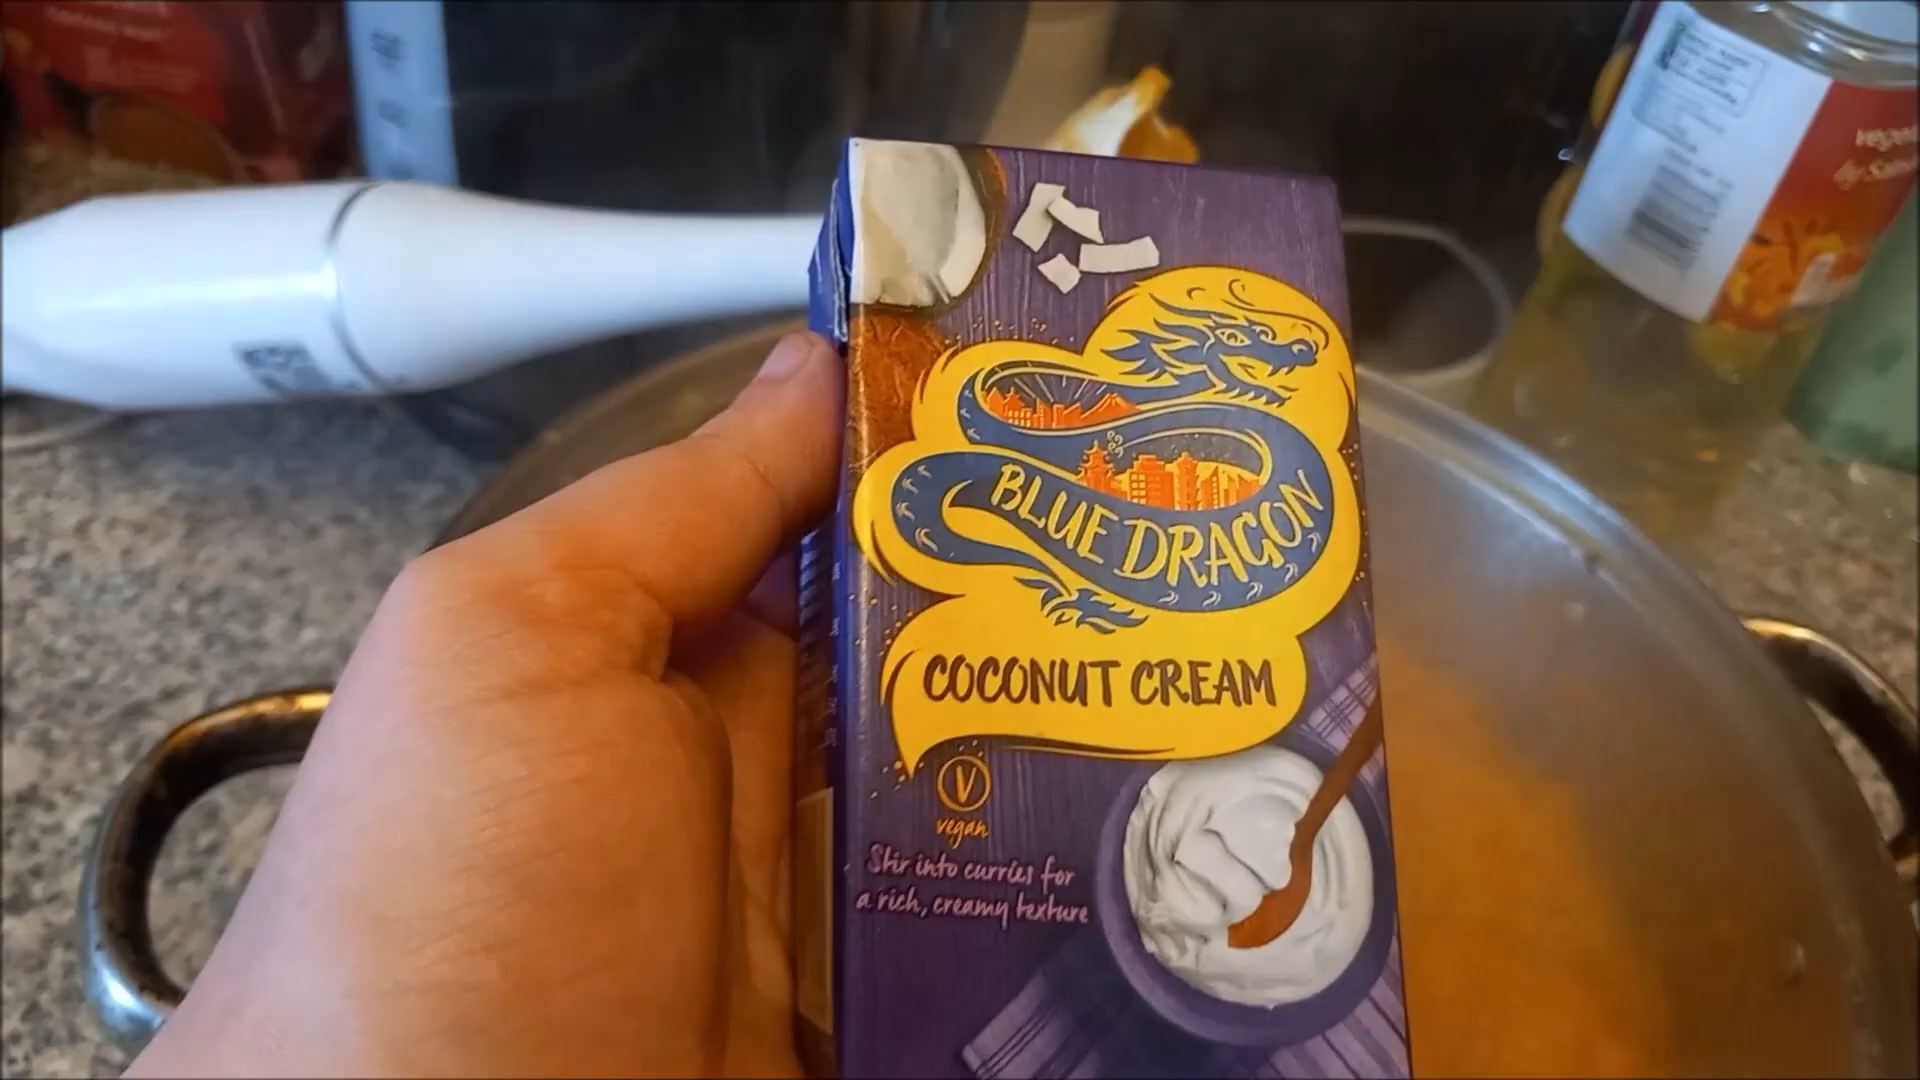 BLUE DRAGON
COCONUT CREAM
V
vegan
Stir into curries for
a rich, creamy texture